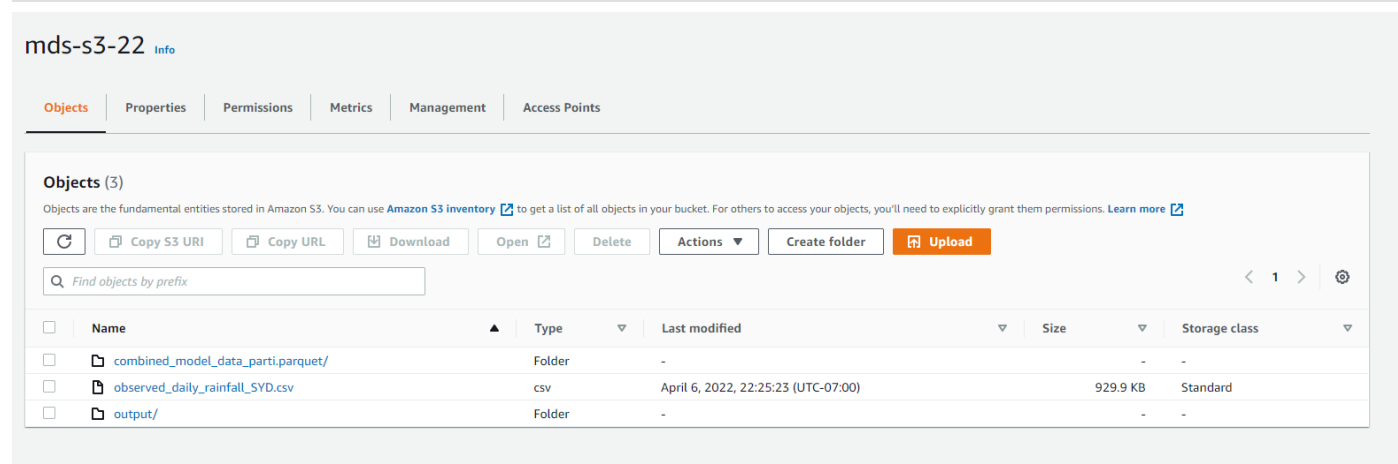 mds-s3-22 Info
Objects Properties Permissions Metrics Management Access Points
Objects (3)
Objects are the fundamental entities stored in Amazon S3. You can use Amazon S3 inventory to get a list of all objects in your bucket. For others to access your objects, you'll need to explicitly grant them permissions. Learn more
Copy S3 URI Copy URL Download Open Delete Actions Create folder Upload
Find objects by prefix
1
Name Type Last modified Size Storage class
combined_model_data_parti.parquet/ Folder - - -
observed_daily_rainfall_SYD.csv csv April 6, 2022, 22:25:23 (UTC-07:00) 929.9 KB Standard
output/ Folder - - -